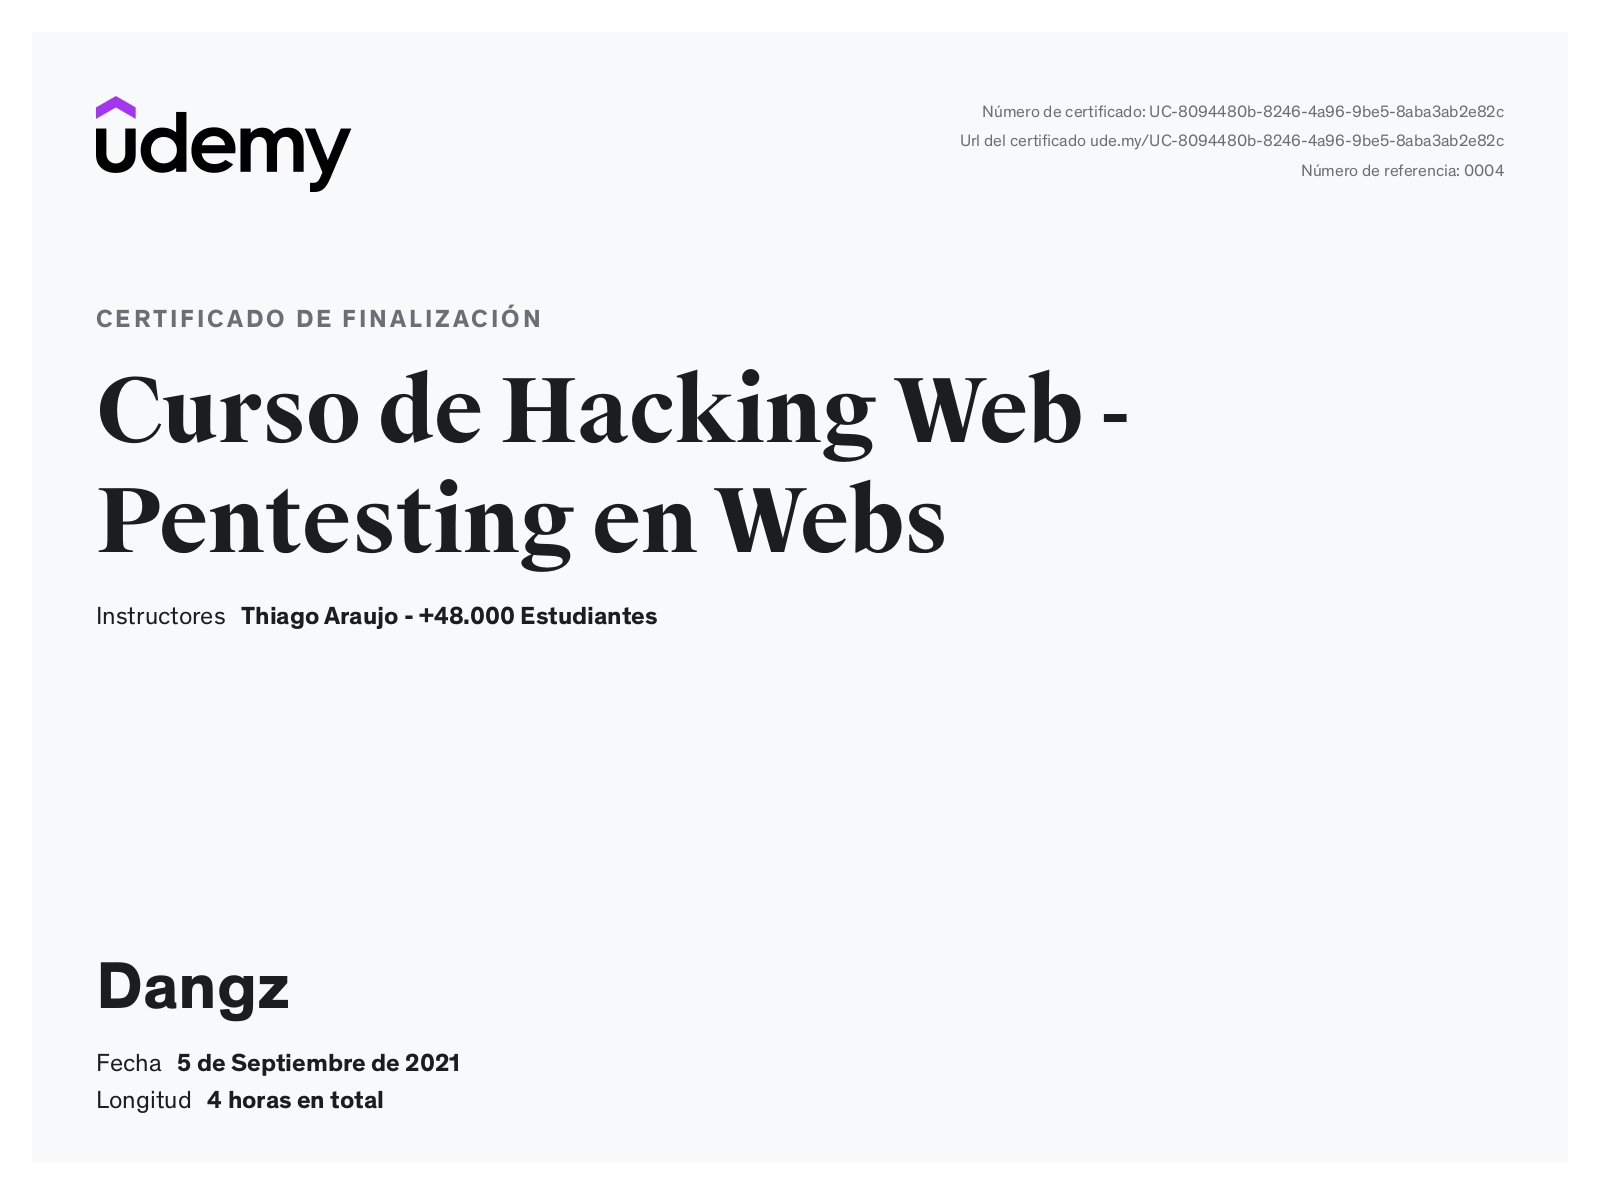 udemy
Número de certificado: UC-8094480b-8246-4a96-9be5-8aba3ab2e82c
Url del certificado ude.my/UC-8094480b-8246-4a96-9be5-8aba3ab2e82c
Número de referencia: 0004
CERTIFICADO DE FINALIZACIÓN
Curso de Hacking Web -
Pentesting en Webs
Instructores Thiago Araujo - +48.000 Estudiantes
Dangz
Fecha 5 de Septiembre de 2021
Longitud 4 horas en total